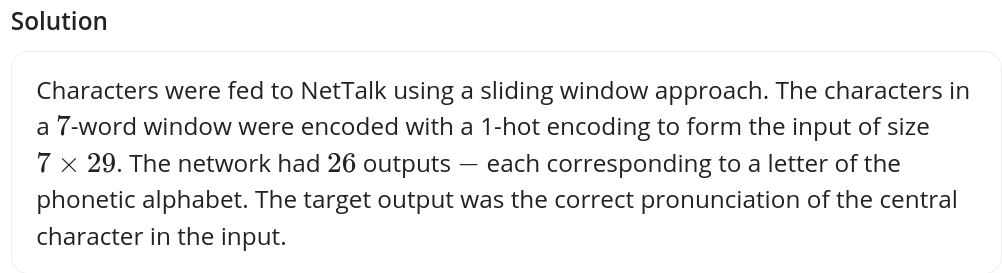 Solution
Characters were fed to NetTalk using a sliding window approach. The characters in
a 7-word window were encoded with a 1-hot encoding to form the input of size
7 × 29. The network had 26 outputs — each corresponding to a letter of the
phonetic alphabet. The target output was the correct pronunciation of the central
character in the input.